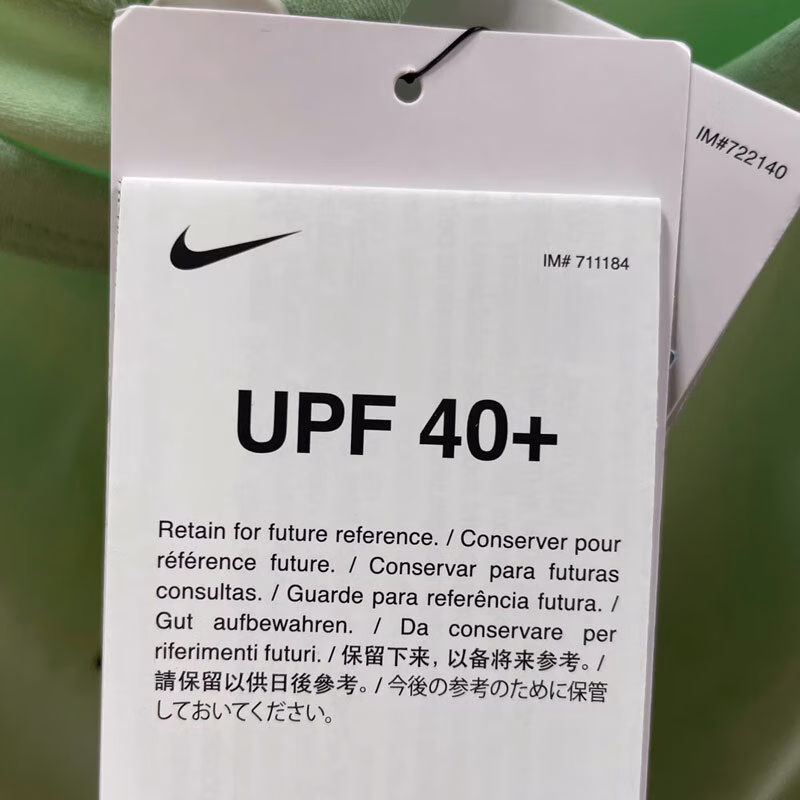 IM#722140
IM# 711184
UPF 40+
Retain for future reference. / Conserver pour
référence future. / Conservar para futuras
consultas. / Guarde para referência futura. /
Gut aufbewahren. / Da conservare per
riferimenti futuri. / 保留下来，以备将来参考。/
請保留以供日後參考。/ 今後の参考のために保管
しておいてください。